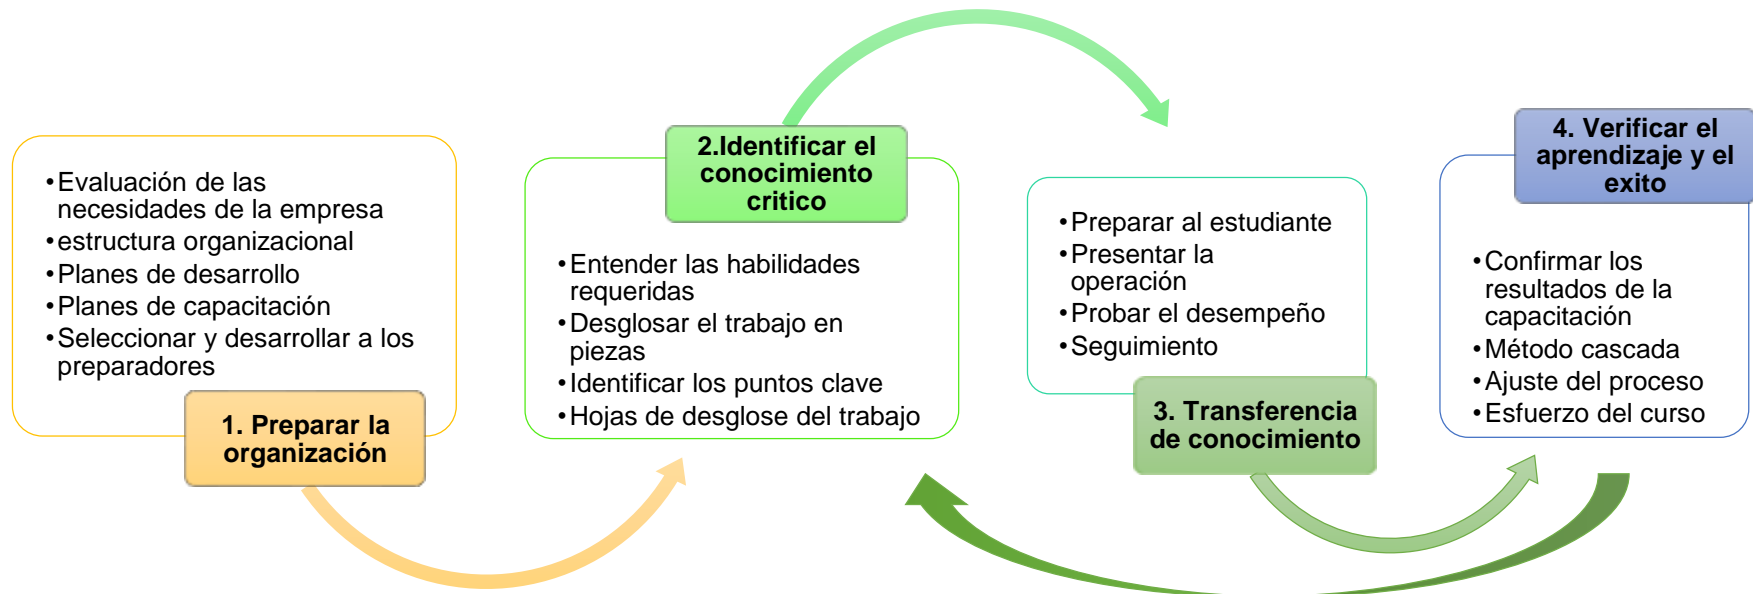 •Evaluación de las
necesidades de la empresa
•estructura organizacional
•Planes de desarrollo
•Planes de capacitación
•Seleccionar y desarrollar a los
preparadores
1. Preparar la
organización
2.Identificar el
conocimiento
critico
•Entender las habilidades
requeridas
•Desglosar el trabajo en
piezas
•Identificar los puntos clave
•Hojas de desglose del trabajo
•Preparar al estudiante
•Presentar la
operación
•Probar el desempeño
•Seguimiento
3. Transferencia
de conocimiento
4. Verificar el
aprendizaje y el
exito
•Confirmar los
resultados de la
capacitación
•Método cascada
•Ajuste del proceso
•Esfuerzo del curso